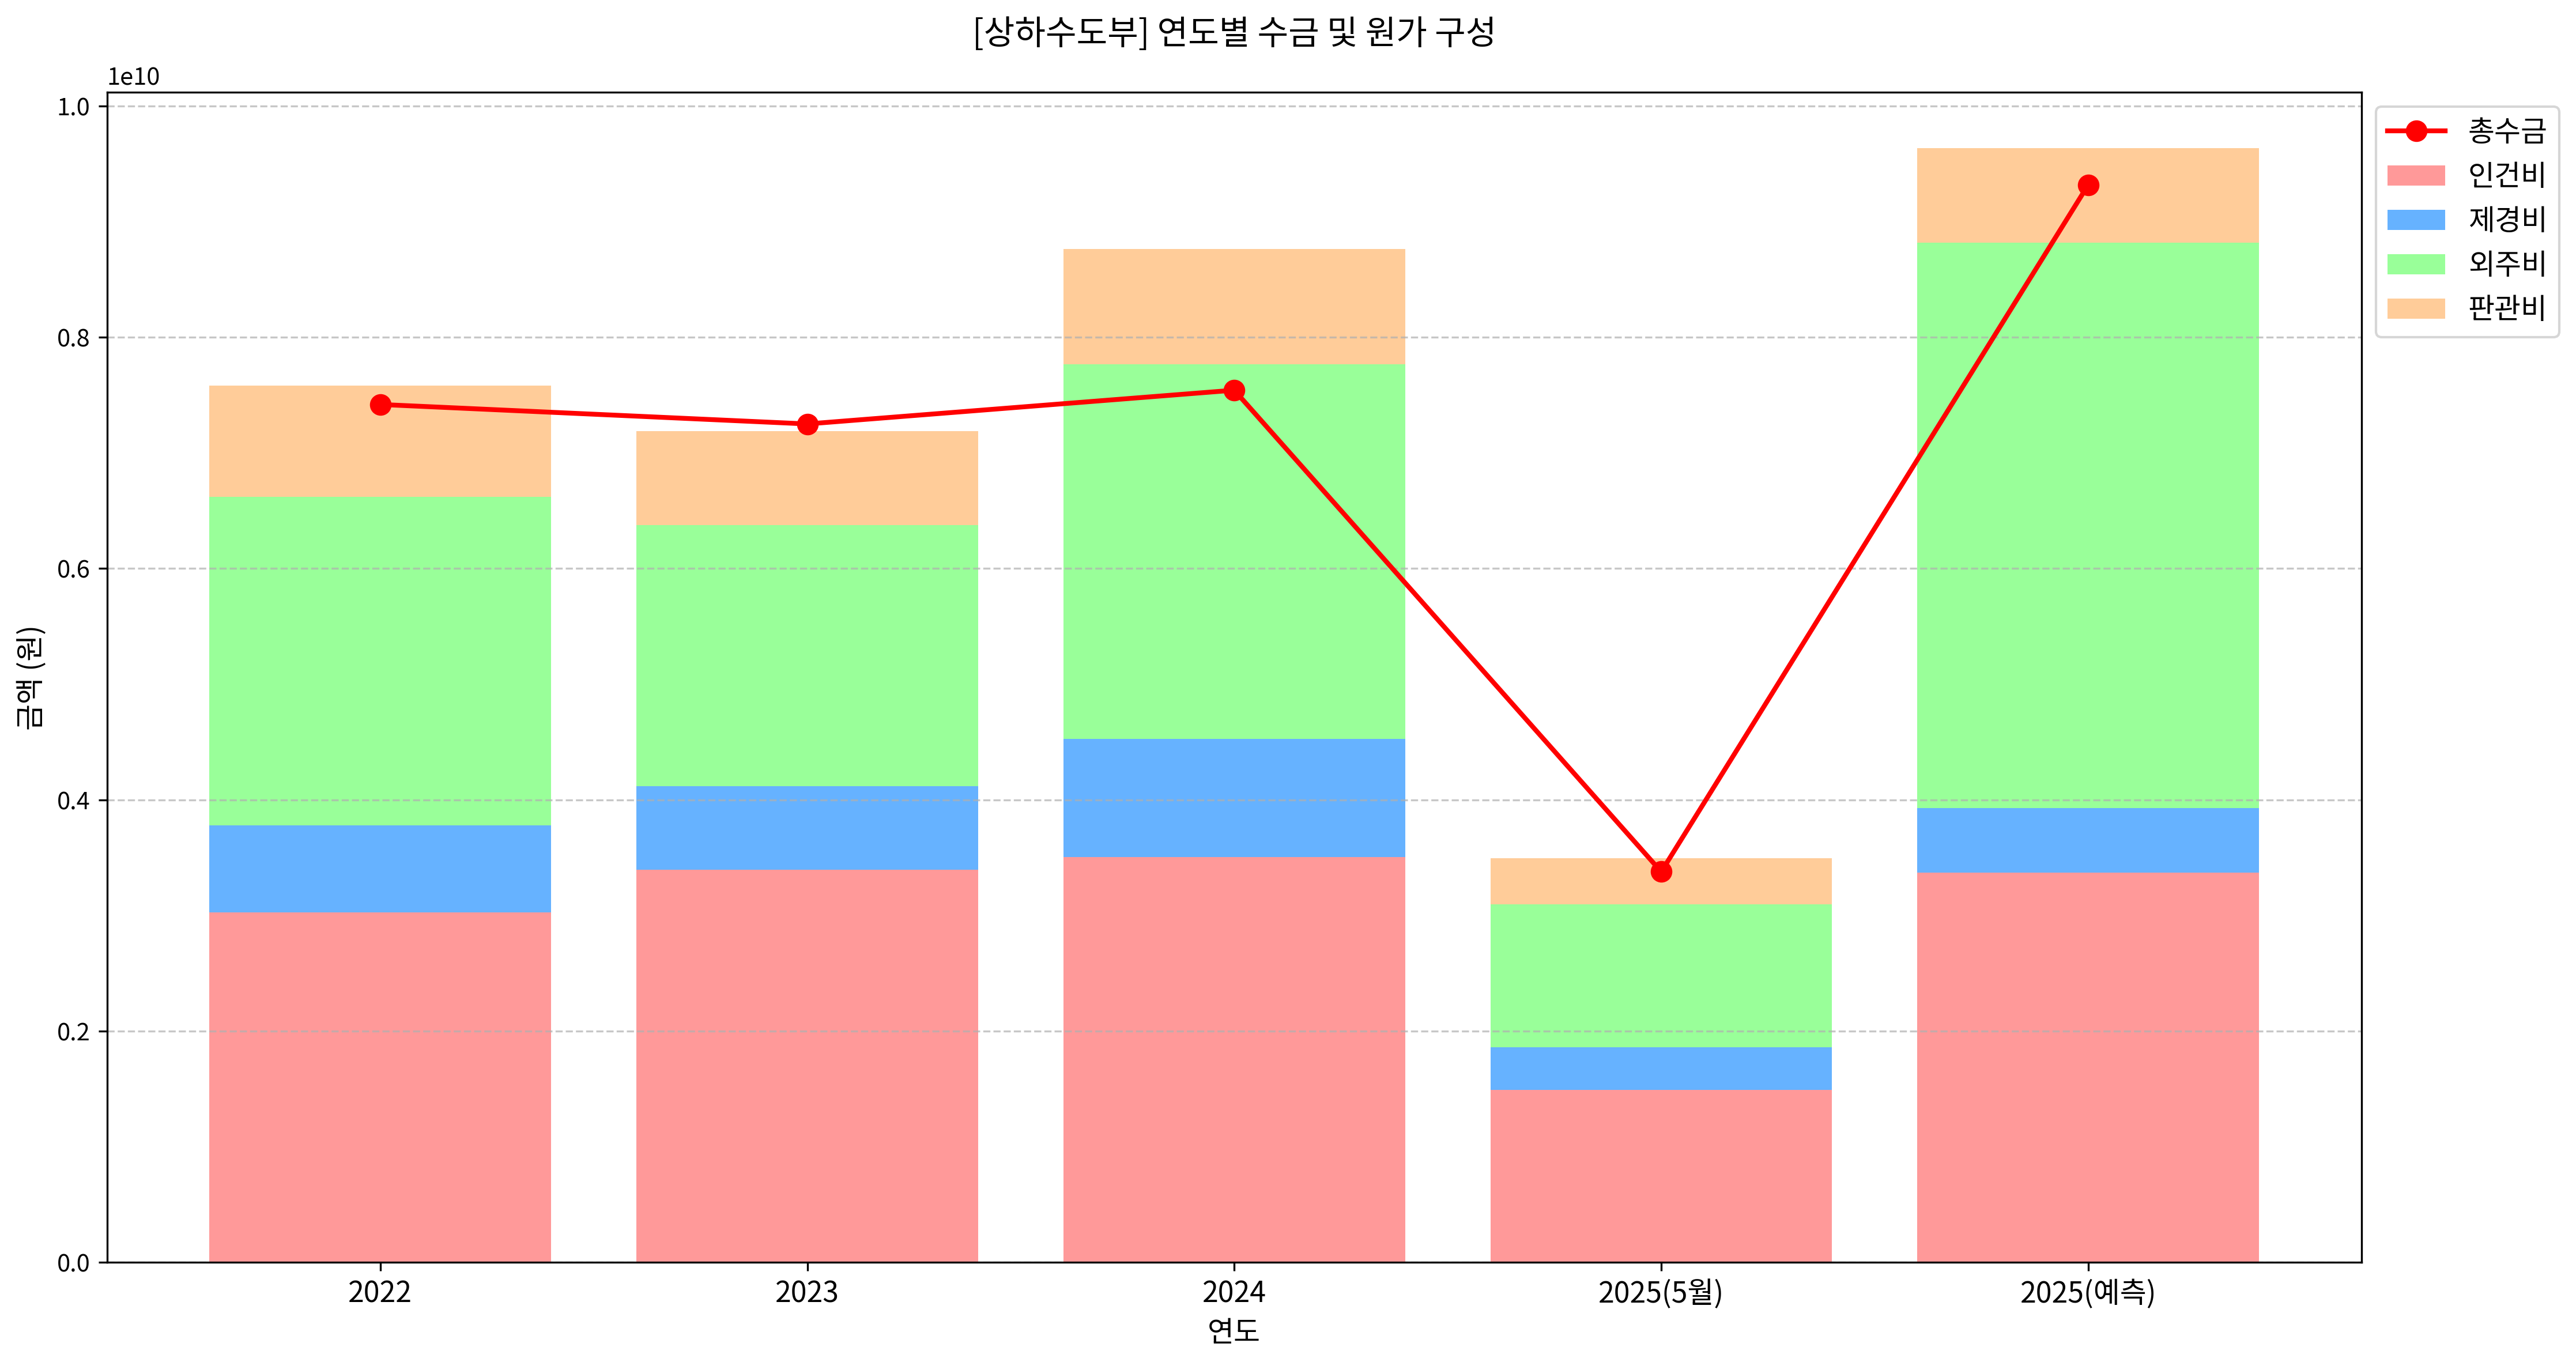 [상하수도부] 연도별 수금 및 원가 구성
1e10
1.0
0.8
0.6
0.4
0.2
0.0
금액 (원)
2022
2023
2024
2025(5월)
2025(예측)
연도
총수금
인건비
제경비
외주비
판관비